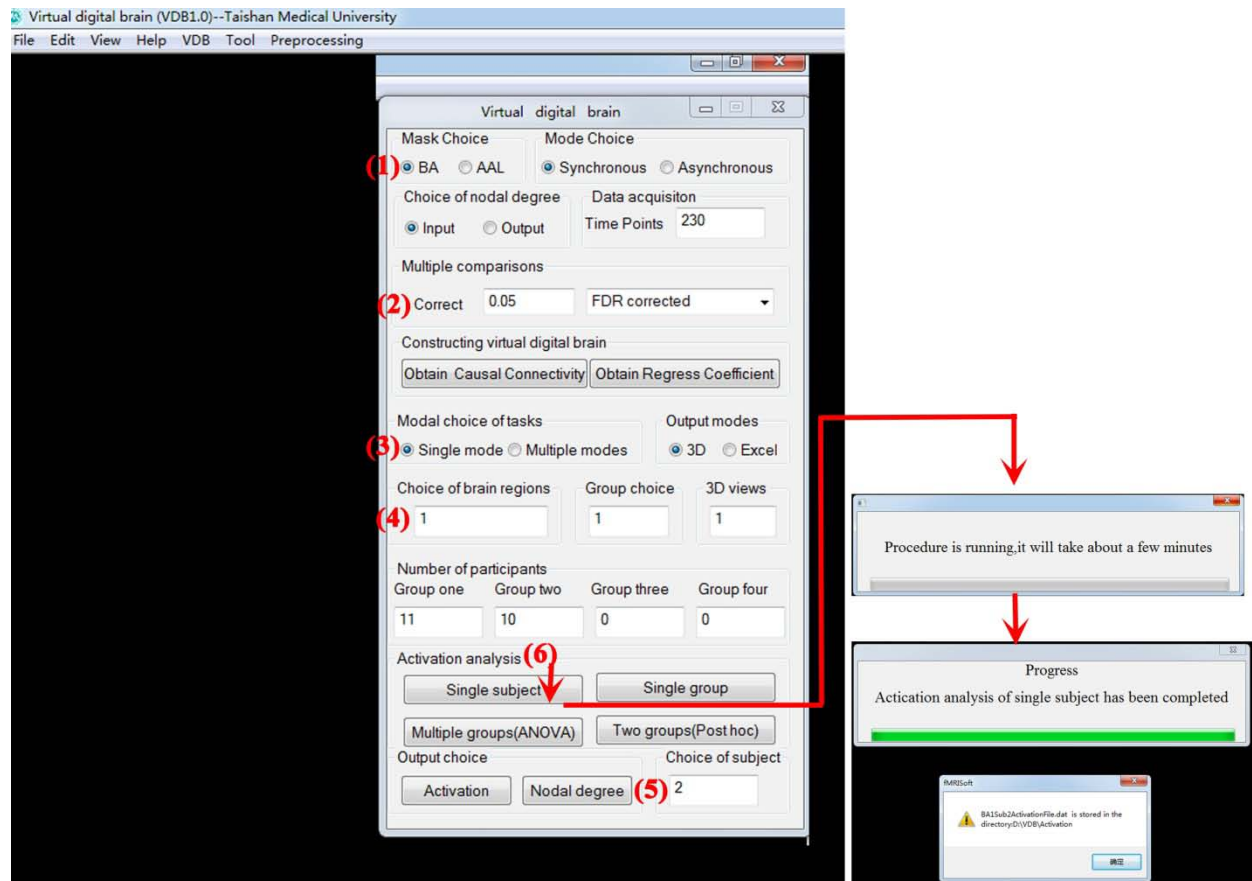 Virtual digital brain (VDB1.0)--Taishan Medical University
File Edit View Help VDB Tool Preprocessing
Virtual digital brain
Mask Choice Mode Choice
(1) BA AAL Synchronous Asynchronous
Choice of nodal degree Data acquisiton
Input Output Time Points 230
Multiple comparisons
(2) Correct 0.05 FDR corrected
Constructing virtual digital brain
Obtain Causal Connectivity Obtain Regress Coefficient
Modal choice of tasks Output modes
(3) Single mode Multiple modes 3D Excel
Choice of brain regions Group choice 3D views
(4) 1 1 1
Number of participants
Group one Group two Group three Group four
11 10 0 0
Activation analysis (6)
Single subject Single group
Multiple groups(ANOVA) Two groups(Post hoc)
Output choice Choice of subject
Activation Nodal degree (5) 2
Procedure is running,it will take about a few minutes
Progress
Actication analysis of single subject has been completed
fMRISoft
BA1Sub2ActivationFile.dat is stored in the
directory:D:\VDB\Activation
确定